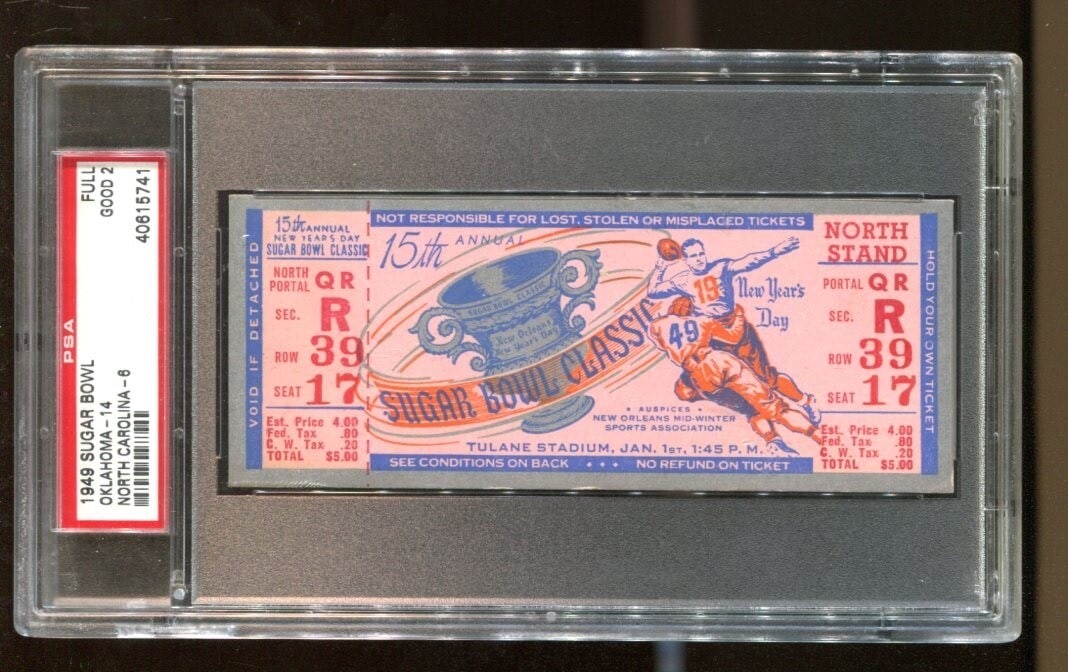 PSA
1949 SUGAR BOWL
OKLAHOMA-14
NORTH CAROLINA-6
FULL
GOOD 2
40615741
VOID IF DETACHED
15th ANNUAL
NEW YEAR'S DAY
SUGAR BOWL CLASSIC
NORTH
PORTAL QR
SEC. R
ROW 39
SEAT 17
Est. Price 4.00
Fed. Tax .80
C. W. Tax .20
TOTAL $5.00
NOT RESPONSIBLE FOR LOST, STOLEN OR MISPLACED TICKETS
15th ANNUAL
SUGAR BOWL CLASSIC
New Orleans
New Year's Day
SUGAR BOWL CLASSIC
19
49
New Year's
Day
• AUSPICES •
NEW ORLEANS MID-WINTER
SPORTS ASSOCIATION
TULANE STADIUM, JAN. 1ST, 1:45 P. M.
SEE CONDITIONS ON BACK • • • NO REFUND ON TICKET
NORTH
STAND
PORTAL QR
SEC. R
ROW 39
SEAT 17
Est. Price 4.00
Fed. Tax .80
C. W. Tax .20
TOTAL $5.00
HOLD YOUR OWN TICKET